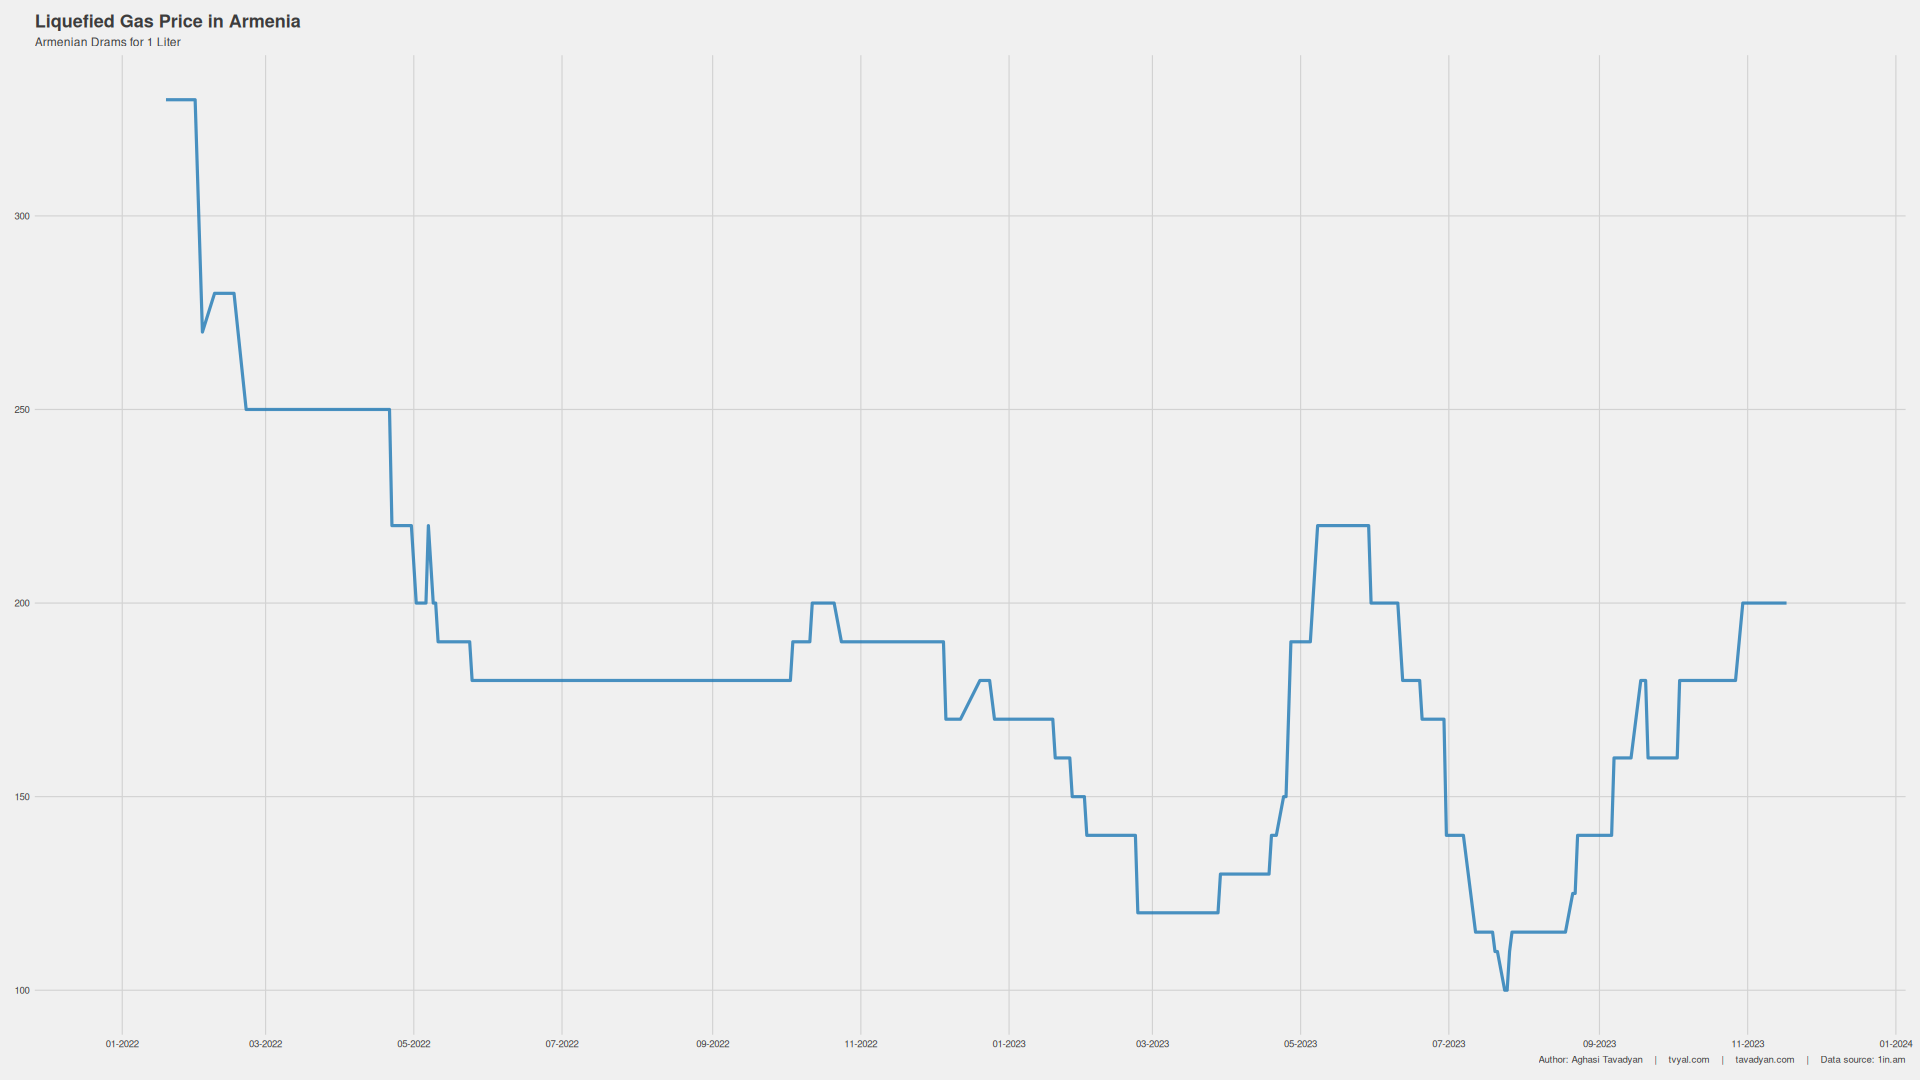 Liquefied Gas Price in Armenia
Armenian Drams for 1 Liter
300
250
200
150
100
01-2022 03-2022 05-2022 07-2022 09-2022 11-2022 01-2023 03-2023 05-2023 07-2023 09-2023 11-2023 01-2024
Author: Aghasi Tavadyan | tvyal.com | tavadyan.com | Data source: 1in.am